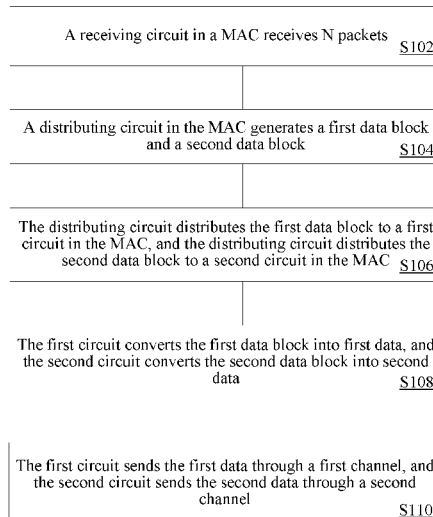 A receiving circuit in a MAC receives N packets
S102
A distributing circuit in the MAC generates a first data block
and a second data block
S104
The distributing circuit distributes the first data block to a first
circuit in the MAC, and the distributing circuit distributes the
second data block to a second circuit in the MAC
S106
The first circuit converts the first data block into first data, and
the second circuit converts the second data block into second
data
S108
The first circuit sends the first data through a first channel, and
the second circuit sends the second data through a second
channel
S110